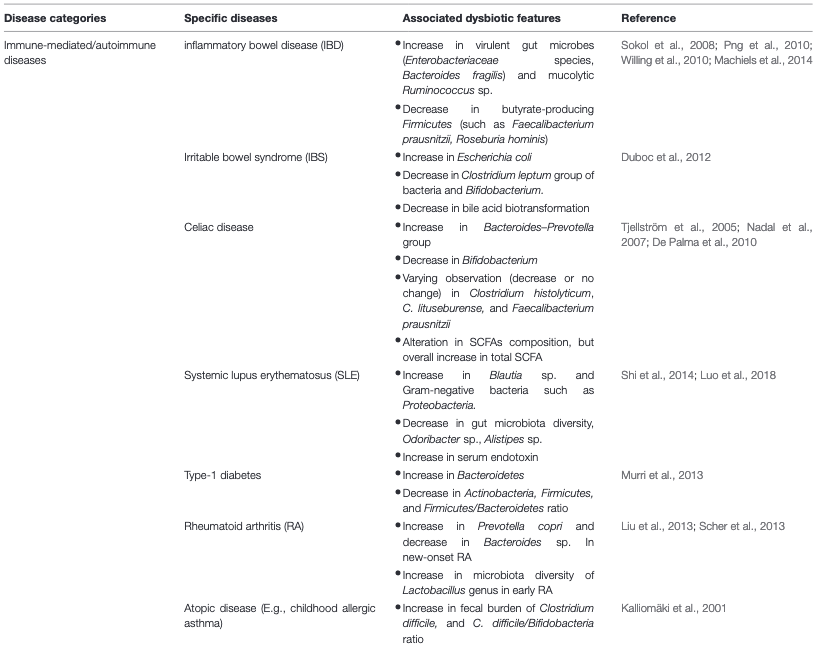 Disease categories Specific diseases Associated dysbiotic features Reference
Immune-mediated/autoimmune
diseases
inflammatory bowel disease (IBD)
• Increase in virulent gut microbes
(Enterobacteriaceae species,
Bacteroides fragilis) and mucolytic
Ruminococcus sp.
• Decrease in butyrate-producing
Firmicutes (such as Faecalibacterium
prausnitzii, Roseburia hominis)
Sokol et al., 2008; Png et al., 2010;
Willing et al., 2010; Machiels et al., 2014
Irritable bowel syndrome (IBS)
• Increase in Escherichia coli
• Decrease in Clostridium leptum group of
bacteria and Bifidobacterium.
• Decrease in bile acid biotransformation
Duboc et al., 2012
Celiac disease
• Increase in Bacteroides–Prevotella
group
• Decrease in Bifidobacterium
• Varying observation (decrease or no
change) in Clostridium histolyticum,
C. lituseburense, and Faecalibacterium
prausnitzii
• Alteration in SCFAs composition, but
overall increase in total SCFA
Tjellström et al., 2005; Nadal et al.,
2007; De Palma et al., 2010
Systemic lupus erythematosus (SLE)
• Increase in Blautia sp. and
Gram-negative bacteria such as
Proteobacteria.
• Decrease in gut microbiota diversity,
Odoribacter sp., Alistipes sp.
• Increase in serum endotoxin
Shi et al., 2014; Luo et al., 2018
Type-1 diabetes
• Increase in Bacteroidetes
• Decrease in Actinobacteria, Firmicutes,
and Firmicutes/Bacteroidetes ratio
Murri et al., 2013
Rheumatoid arthritis (RA)
• Increase in Prevotella copri and
decrease in Bacteroides sp. In
new-onset RA
• Increase in microbiota diversity of
Lactobacillus genus in early RA
Liu et al., 2013; Scher et al., 2013
Atopic disease (E.g., childhood allergic
asthma)
• Increase in fecal burden of Clostridium
difficile, and C. difficile/Bifidobacteria
ratio
Kalliomäki et al., 2001